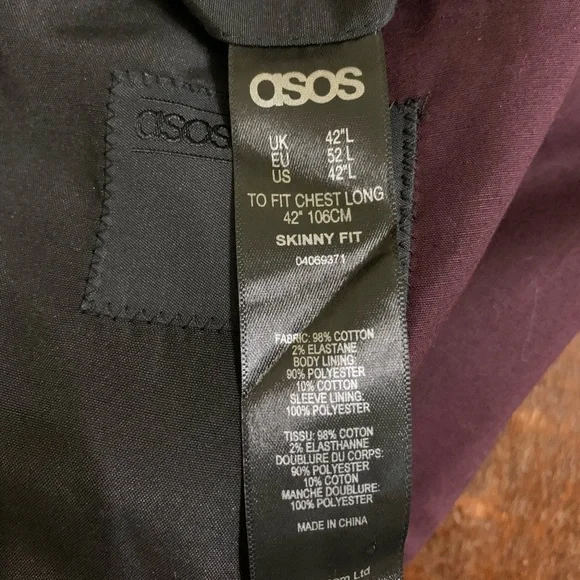 asos
asos
UK 42"L
EU 52 L
US 42"L
TO FIT CHEST LONG
42" 106CM
SKINNY FIT
04069371
FABRIC: 98% COTTON
2% ELASTANE
BODY LINING:
90% POLYESTER
10% COTTON
SLEEVE LINING:
100% POLYESTER
TISSU: 98% COTON
2% ELASTHANNE
DOUBLURE DU CORPS:
90% POLYESTER
10% COTON
MANCHE DOUBLURE:
100% POLYESTER
MADE IN CHINA
Ltd